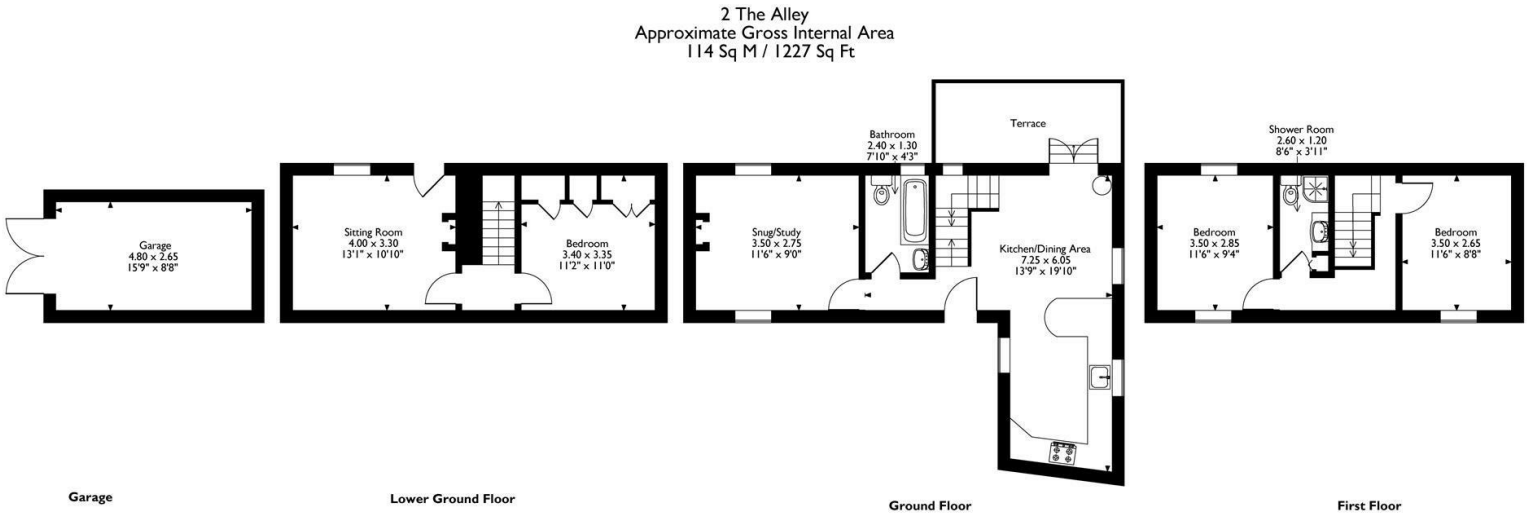 2 The Alley
Approximate Gross Internal Area
114 Sq M / 1227 Sq Ft
Garage
4.80 x 2.65
15'9" x 8'8"
Garage
Sitting Room
4.00 x 3.30
13'1" x 10'10"
Bedroom
3.40 x 3.35
11'2" x 11'0"
Lower Ground Floor
Snug/Study
3.50 x 2.75
11'6" x 9'0"
Bathroom
2.40 x 1.30
7'10" x 4'3"
Terrace
Kitchen/Dining Area
7.25 x 6.05
13'9" x 19'10"
Ground Floor
Bedroom
3.50 x 2.85
11'6" x 9'4"
Shower Room
2.60 x 1.20
8'6" x 3'11"
Bedroom
3.50 x 2.65
11'6" x 8'8"
First Floor